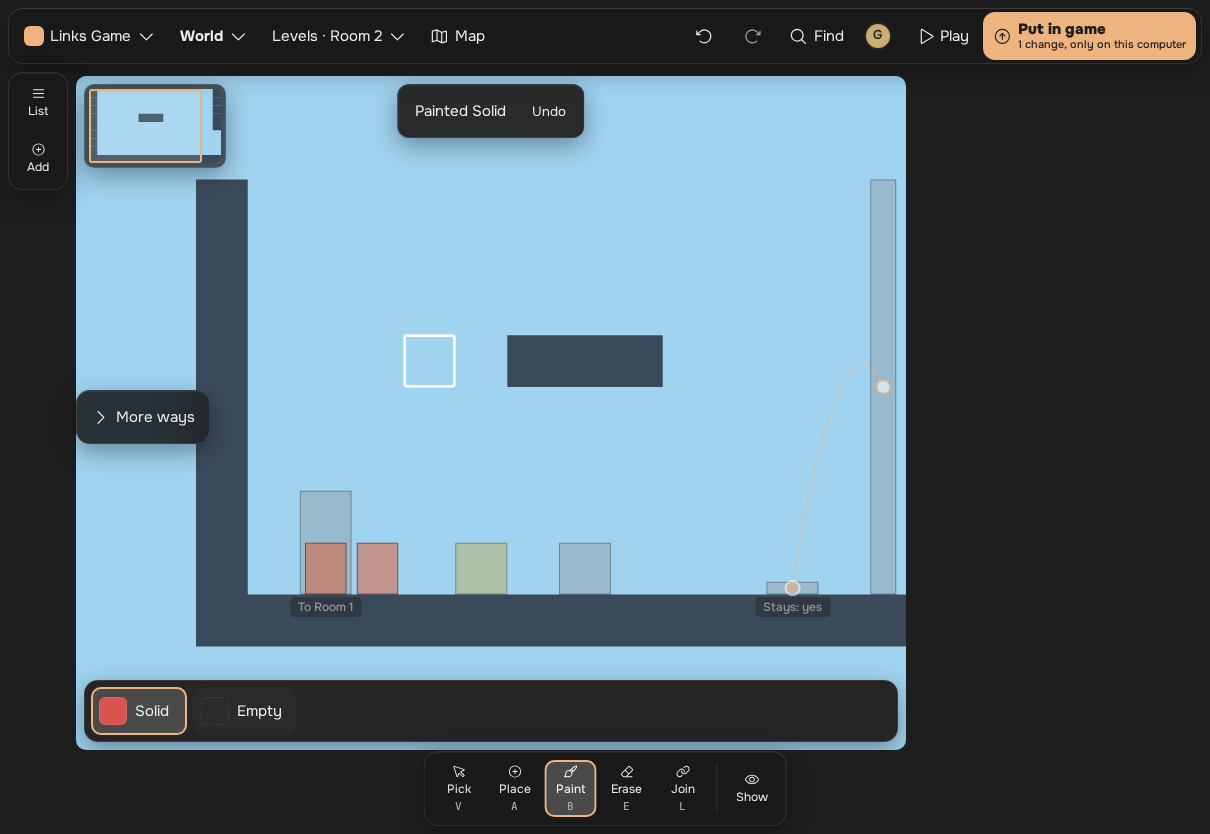 Links Game
World
Levels · Room 2
Map
Find
G
Play
Put in game
1 change, only on this computer
List
Add
Painted Solid
Undo
More ways
To Room 1
Stays: yes
Solid
Empty
Pick
Place
Paint
Erase
Join
Show
V
A
B
E
L